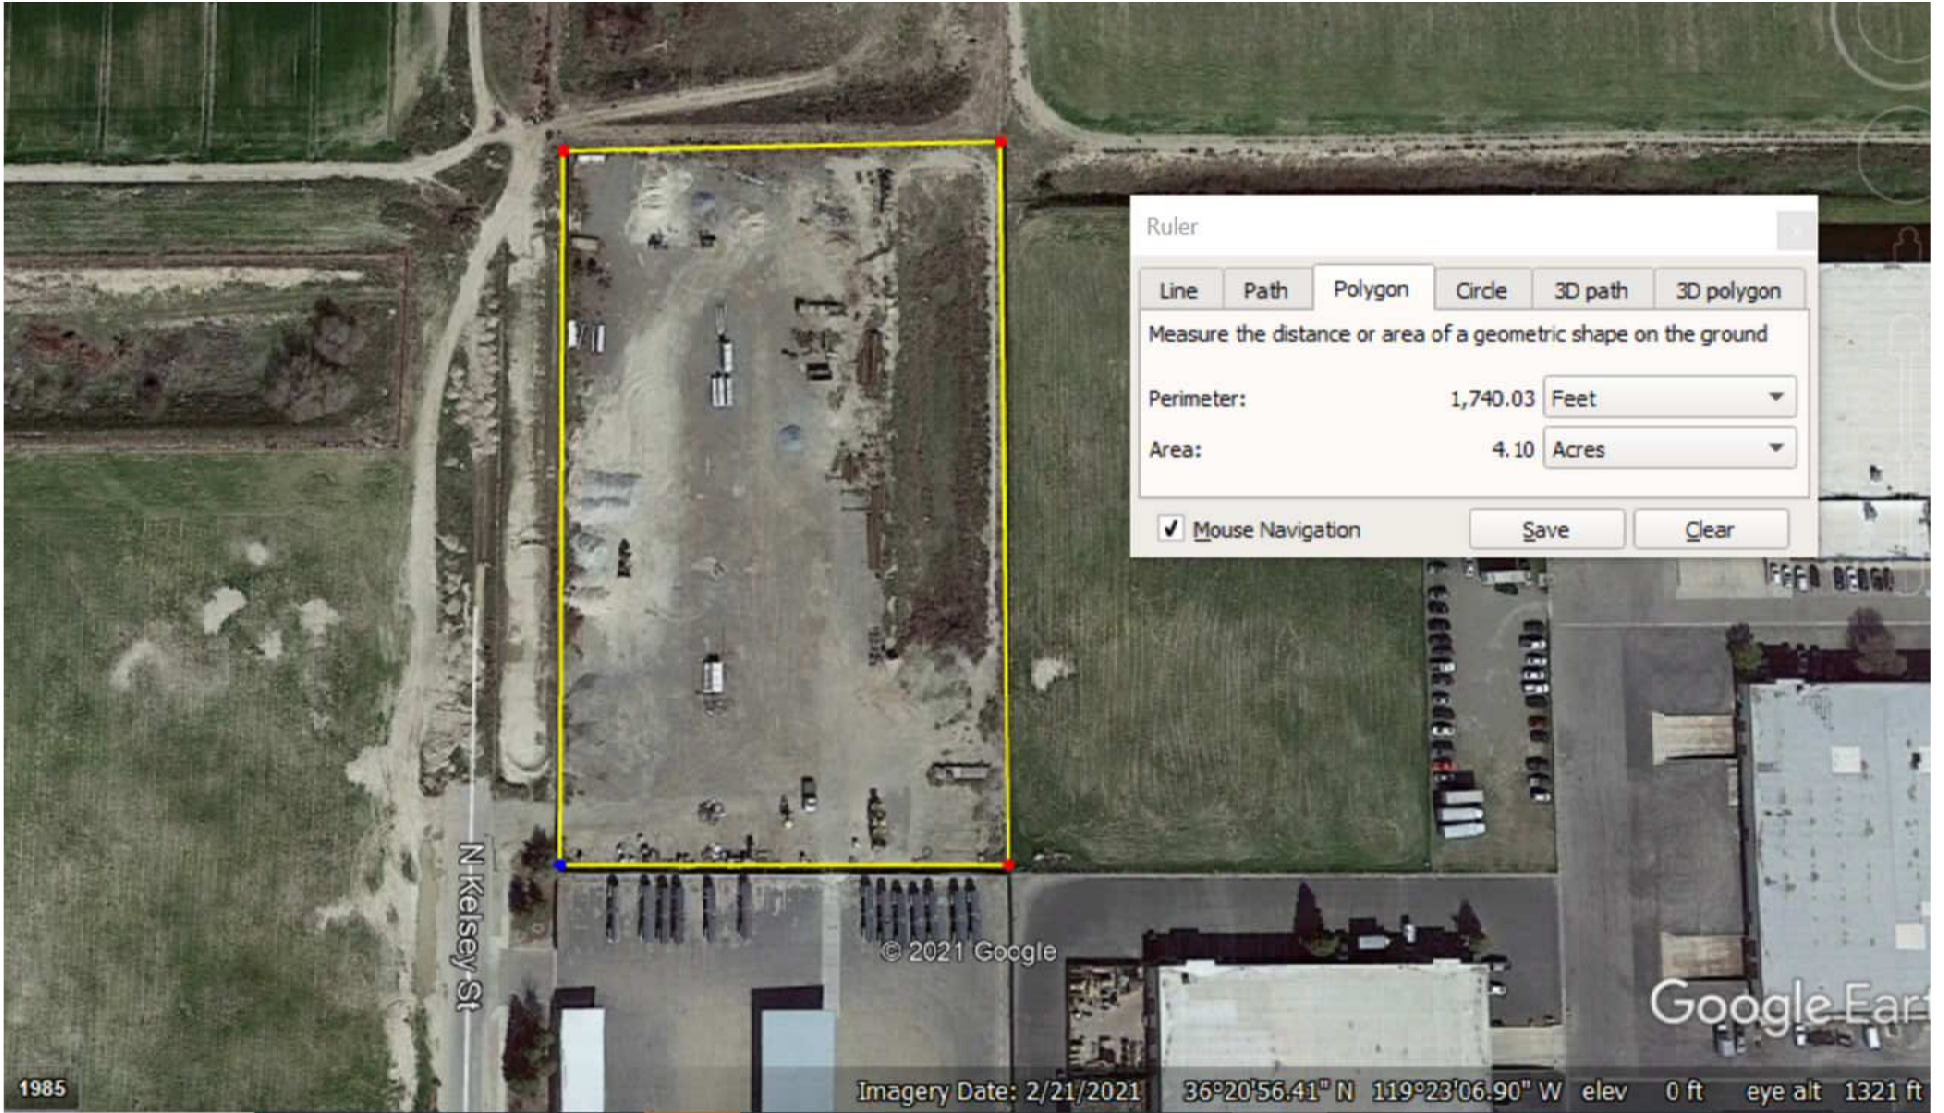 Ruler
Line Path Polygon Circle 3D path 3D polygon
Measure the distance or area of a geometric shape on the ground
Perimeter: 1,740.03 Feet
Area: 4.10 Acres
Mouse Navigation Save Clear
N Kelsey St
© 2021 Google
Google Eart
1985
Imagery Date: 2/21/2021 36°20'56.41" N 119°23'06.90" W elev 0 ft eye alt 1321 ft